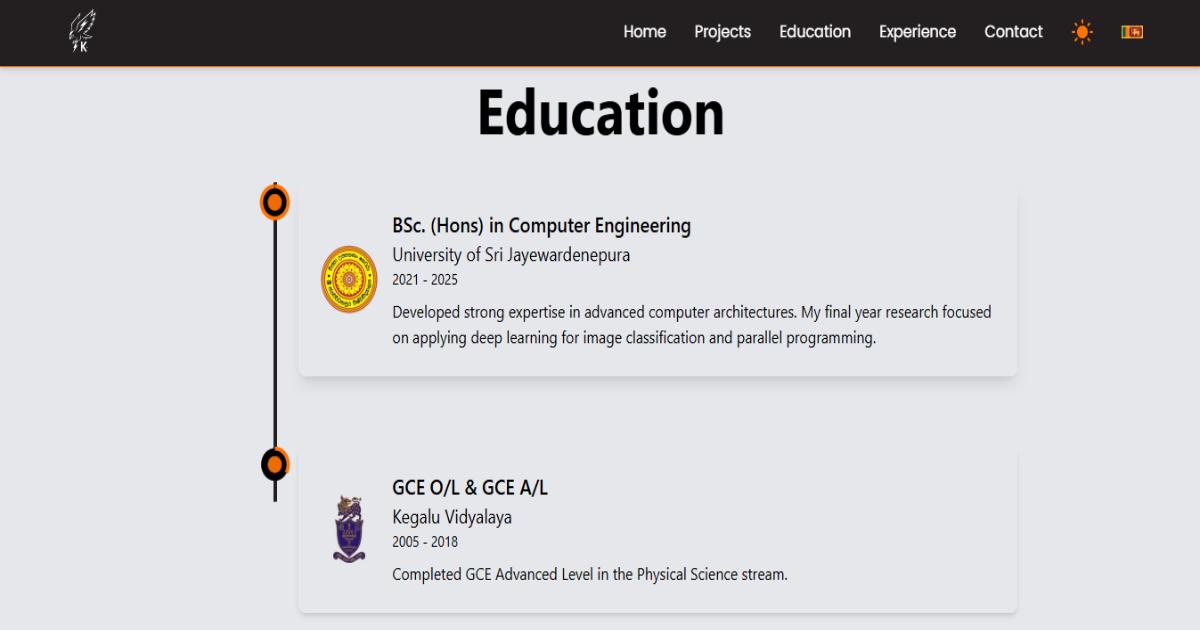 K
Home Projects Education Experience Contact
Education
BSc. (Hons) in Computer Engineering
University of Sri Jayewardenepura
2021 - 2025
Developed strong expertise in advanced computer architectures. My final year research focused
on applying deep learning for image classification and parallel programming.
GCE O/L & GCE A/L
Kegalu Vidyalaya
2005 - 2018
Completed GCE Advanced Level in the Physical Science stream.